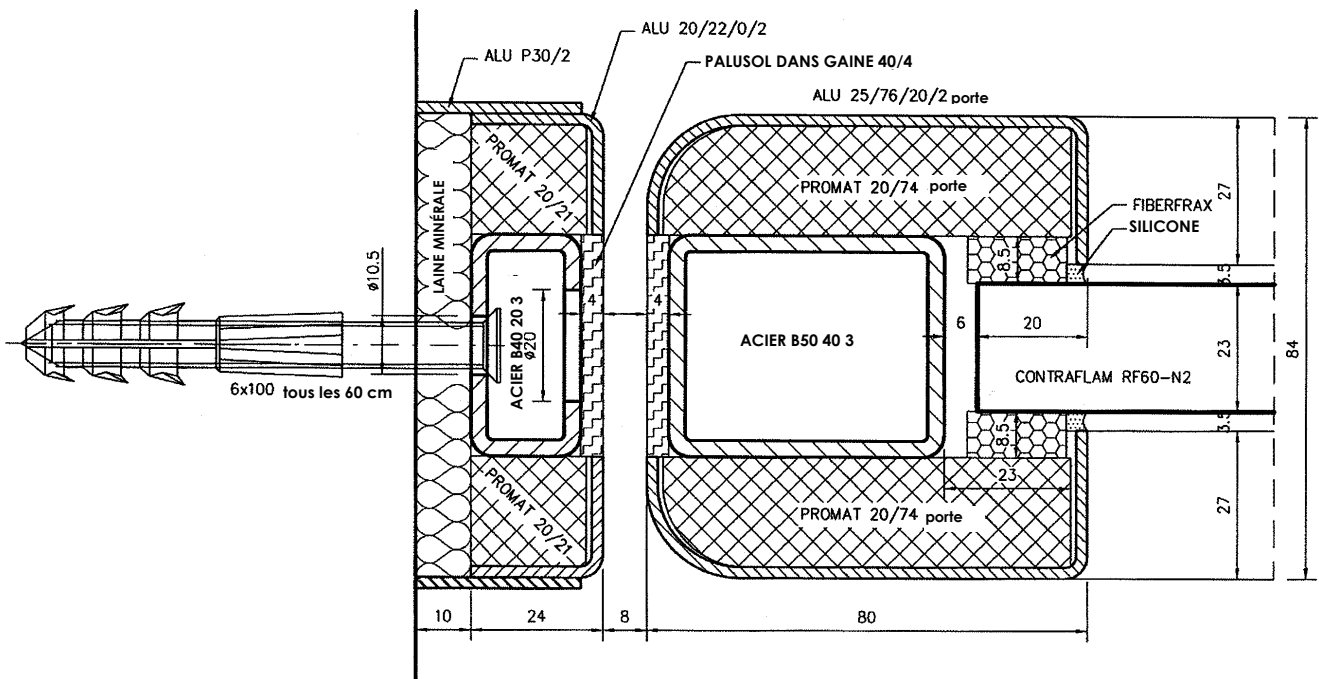 ALU 20/22/0/2
ALU P30/2
PALUSOL DANS GAINE 40/4
ALU 25/76/20/2 porte
PROMAT 20/21
LAINE MINÉRALE
PROMAT 20/74 porte
27
FIBERFRAX
SILICONE
8.5
3.5
ø10.5
4
4
ACIER B40 20 3
ø20
ACIER B50 40 3
6
20
23
84
CONTRAFLAM RF60-N2
6x100 tous les 60 cm
8.5
3.5
23
PROMAT 20/21
PROMAT 20/74 porte
27
10
24
8
80